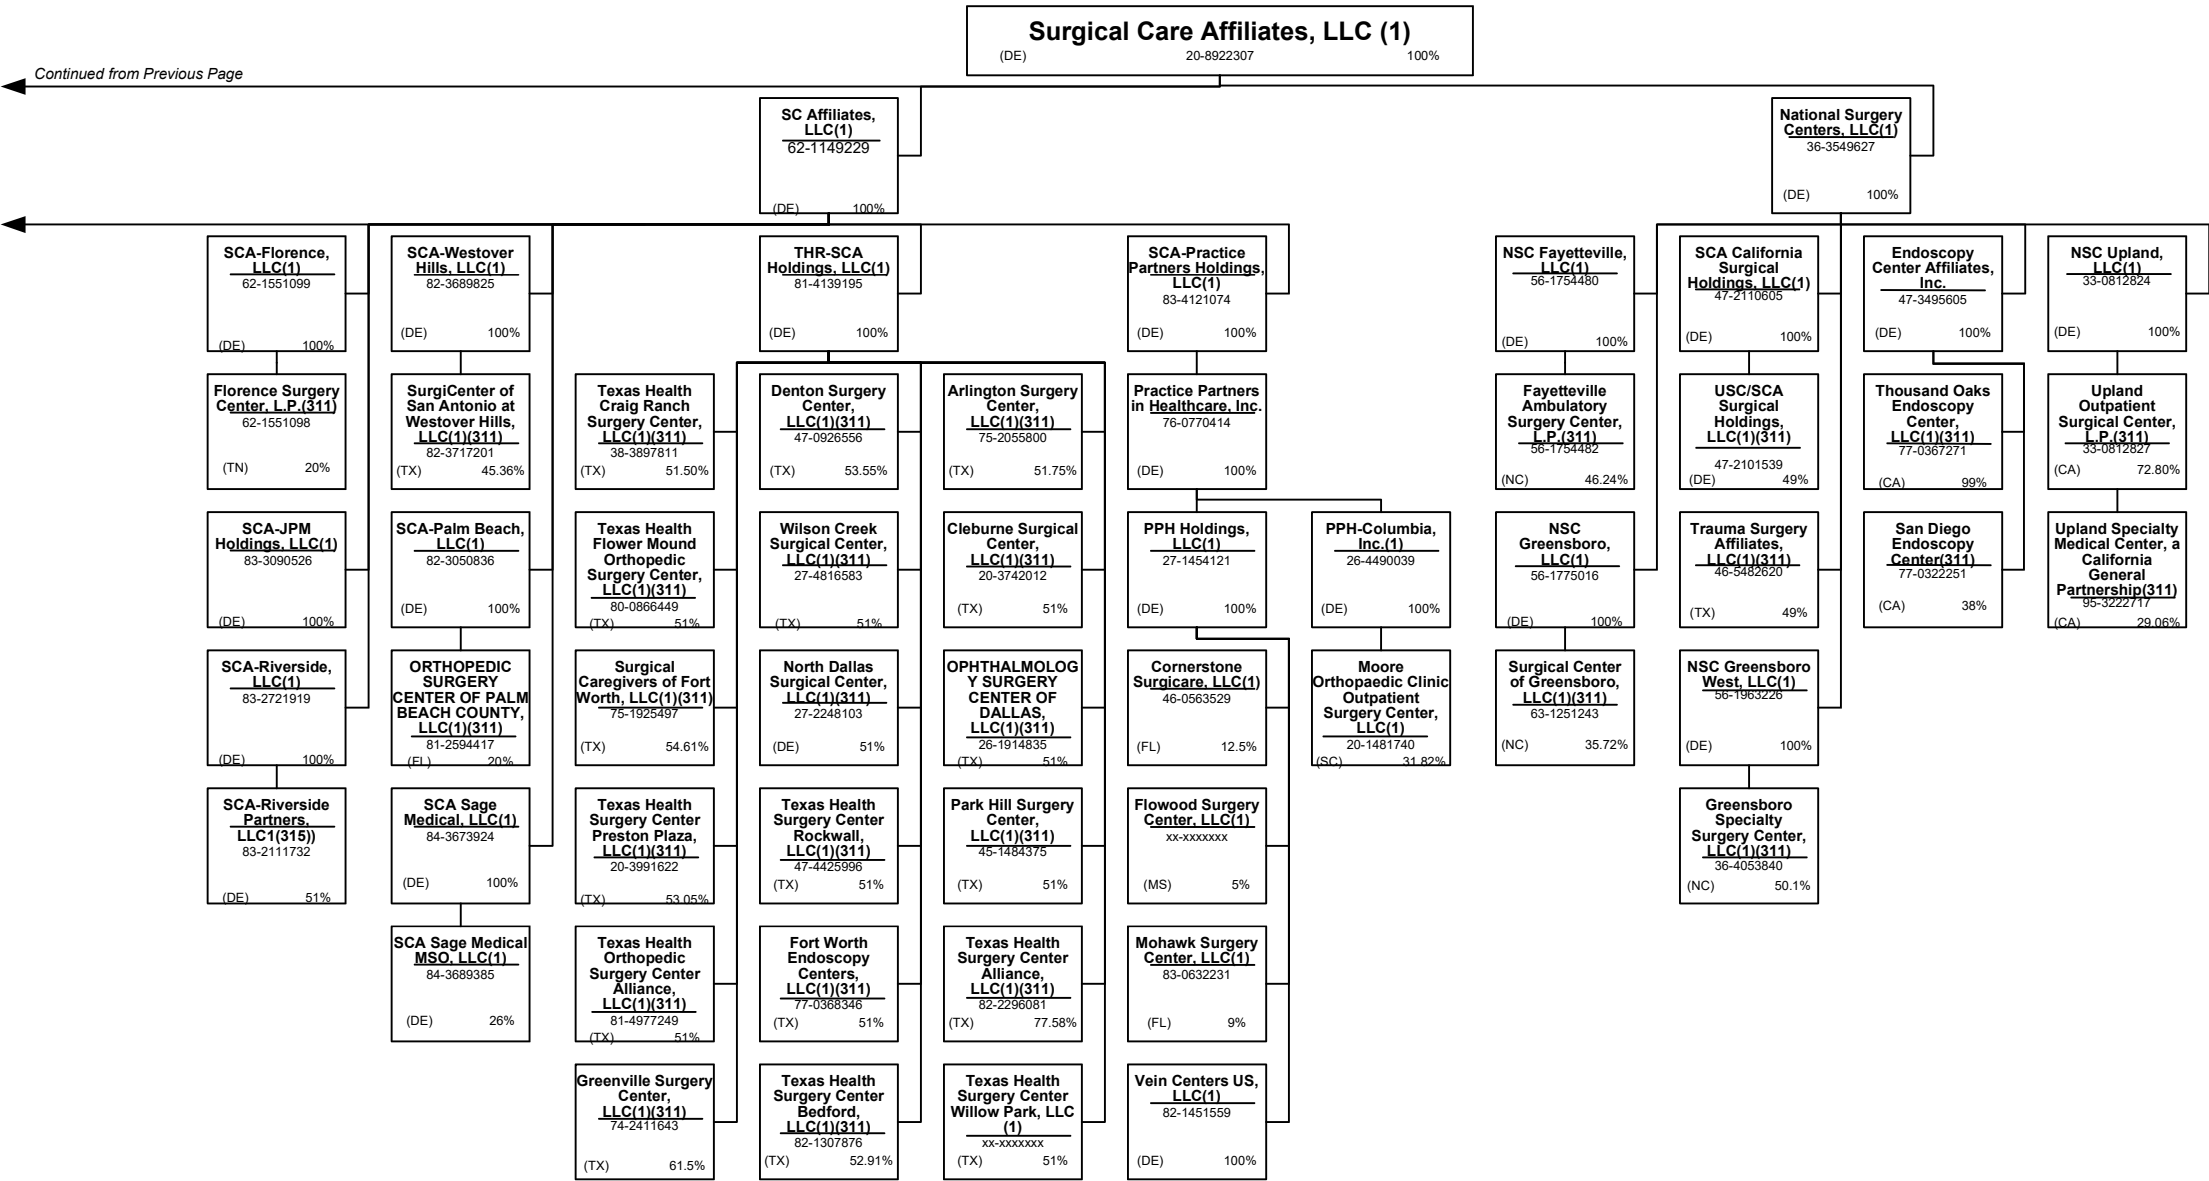 Surgical Care Affiliates, LLC (1)
(DE) 20-8922307 100%
Continued from Previous Page
SC Affiliates,
LLC(1)
62-1149229
(DE) 100%
National Surgery
Centers, LLC(1)
36-3549627
(DE) 100%
SCA-Florence,
LLC(1)
62-1551099
(DE) 100%
SCA-Westover
Hills, LLC(1)
82-3689825
(DE) 100%
THR-SCA
Holdings, LLC(1)
81-4139195
(DE) 100%
SCA-Practice
Partners Holdings,
LLC(1)
83-4121074
(DE) 100%
NSC Fayetteville,
LLC(1)
56-1754480
(DE) 100%
SCA California
Surgical
Holdings, LLC(1)
47-2110605
(DE) 100%
Endoscopy
Center Affiliates,
Inc.
47-3495605
(DE) 100%
NSC Upland,
LLC(1)
33-0812824
(DE) 100%
Florence Surgery
Center, L.P.(311)
62-1551098
(TN) 20%
SurgiCenter of
San Antonio at
Westover Hills,
LLC(1)(311)
82-3717201
(TX) 45.36%
Texas Health
Craig Ranch
Surgery Center,
LLC(1)(311)
38-3897811
(TX) 51.50%
Denton Surgery
Center,
LLC(1)(311)
47-0926556
(TX) 53.55%
Arlington Surgery
Center,
LLC(1)(311)
75-2055800
(TX) 51.75%
Practice Partners
in Healthcare, Inc.
76-0770414
(DE) 100%
Fayetteville
Ambulatory
Surgery Center,
L.P.(311)
56-1754482
(NC) 46.24%
USC/SCA
Surgical
Holdings,
LLC(1)(311)
47-2101539
(DE) 49%
Thousand Oaks
Endoscopy
Center,
LLC(1)(311)
77-0367271
(CA) 99%
Upland
Outpatient
Surgical Center,
L.P.(311)
33-0812827
(CA) 72.80%
SCA-JPM
Holdings, LLC(1)
83-3090526
(DE) 100%
SCA-Palm Beach,
LLC(1)
82-3050836
(DE) 100%
Texas Health
Flower Mound
Orthopedic
Surgery Center,
LLC(1)(311)
80-0866449
(TX) 51%
Wilson Creek
Surgical Center,
LLC(1)(311)
27-4816583
(TX) 51%
Cleburne Surgical
Center,
LLC(1)(311)
20-3742012
(TX) 51%
PPH Holdings,
LLC(1)
27-1454121
(DE) 100%
PPH-Columbia,
Inc.(1)
26-4490039
(DE) 100%
NSC
Greensboro,
LLC(1)
56-1775016
(DE) 100%
Trauma Surgery
Affiliates,
LLC(1)(311)
46-5482620
(TX) 49%
San Diego
Endoscopy
Center(311)
77-0322251
(CA) 38%
Upland Specialty
Medical Center, a
California
General
Partnership(311)
95-3222717
(CA) 29.06%
SCA-Riverside,
LLC(1)
83-2721919
(DE) 100%
ORTHOPEDIC
SURGERY
CENTER OF PALM
BEACH COUNTY,
LLC(1)(311)
81-2594417
(FL) 20%
Surgical
Caregivers of Fort
Worth, LLC(1)(311)
75-1925497
(TX) 54.61%
North Dallas
Surgical Center,
LLC(1)(311)
27-2248103
(DE) 51%
OPHTHALMOLOG
Y SURGERY
CENTER OF
DALLAS,
LLC(1)(311)
26-1914835
(TX) 51%
Cornerstone
Surgicare, LLC(1)
46-0563529
(FL) 12.5%
Moore
Orthopaedic Clinic
Outpatient
Surgery Center,
LLC(1)
20-1481740
(SC) 31.82%
Surgical Center
of Greensboro,
LLC(1)(311)
63-1251243
(NC) 35.72%
NSC Greensboro
West, LLC(1)
56-1963226
(DE) 100%
SCA-Riverside
Partners,
LLC1(315))
83-2111732
(DE) 51%
SCA Sage
Medical, LLC(1)
84-3673924
(DE) 100%
Texas Health
Surgery Center
Preston Plaza,
LLC(1)(311)
20-3991622
(TX) 53.05%
Texas Health
Surgery Center
Rockwall,
LLC(1)(311)
47-4425996
(TX) 51%
Park Hill Surgery
Center,
LLC(1)(311)
45-1484375
(TX) 51%
Flowood Surgery
Center, LLC(1)
xx-xxxxxxx
(MS) 5%
Greensboro
Specialty
Surgery Center,
LLC(1)(311)
36-4053840
(NC) 50.1%
SCA Sage Medical
MSO, LLC(1)
84-3689385
(DE) 26%
Texas Health
Orthopedic
Surgery Center
Alliance,
LLC(1)(311)
81-4977249
(TX) 51%
Fort Worth
Endoscopy
Centers,
LLC(1)(311)
77-0368346
(TX) 51%
Texas Health
Surgery Center
Alliance,
LLC(1)(311)
82-2296081
(TX) 77.58%
Mohawk Surgery
Center, LLC(1)
83-0632231
(FL) 9%
Greenville Surgery
Center,
LLC(1)(311)
74-2411643
(TX) 61.5%
Texas Health
Surgery Center
Bedford,
LLC(1)(311)
82-1307876
(TX) 52.91%
Texas Health
Surgery Center
Willow Park, LLC
(1)
xx-xxxxxxx
(TX) 51%
Vein Centers US,
LLC(1)
82-1451559
(DE) 100%